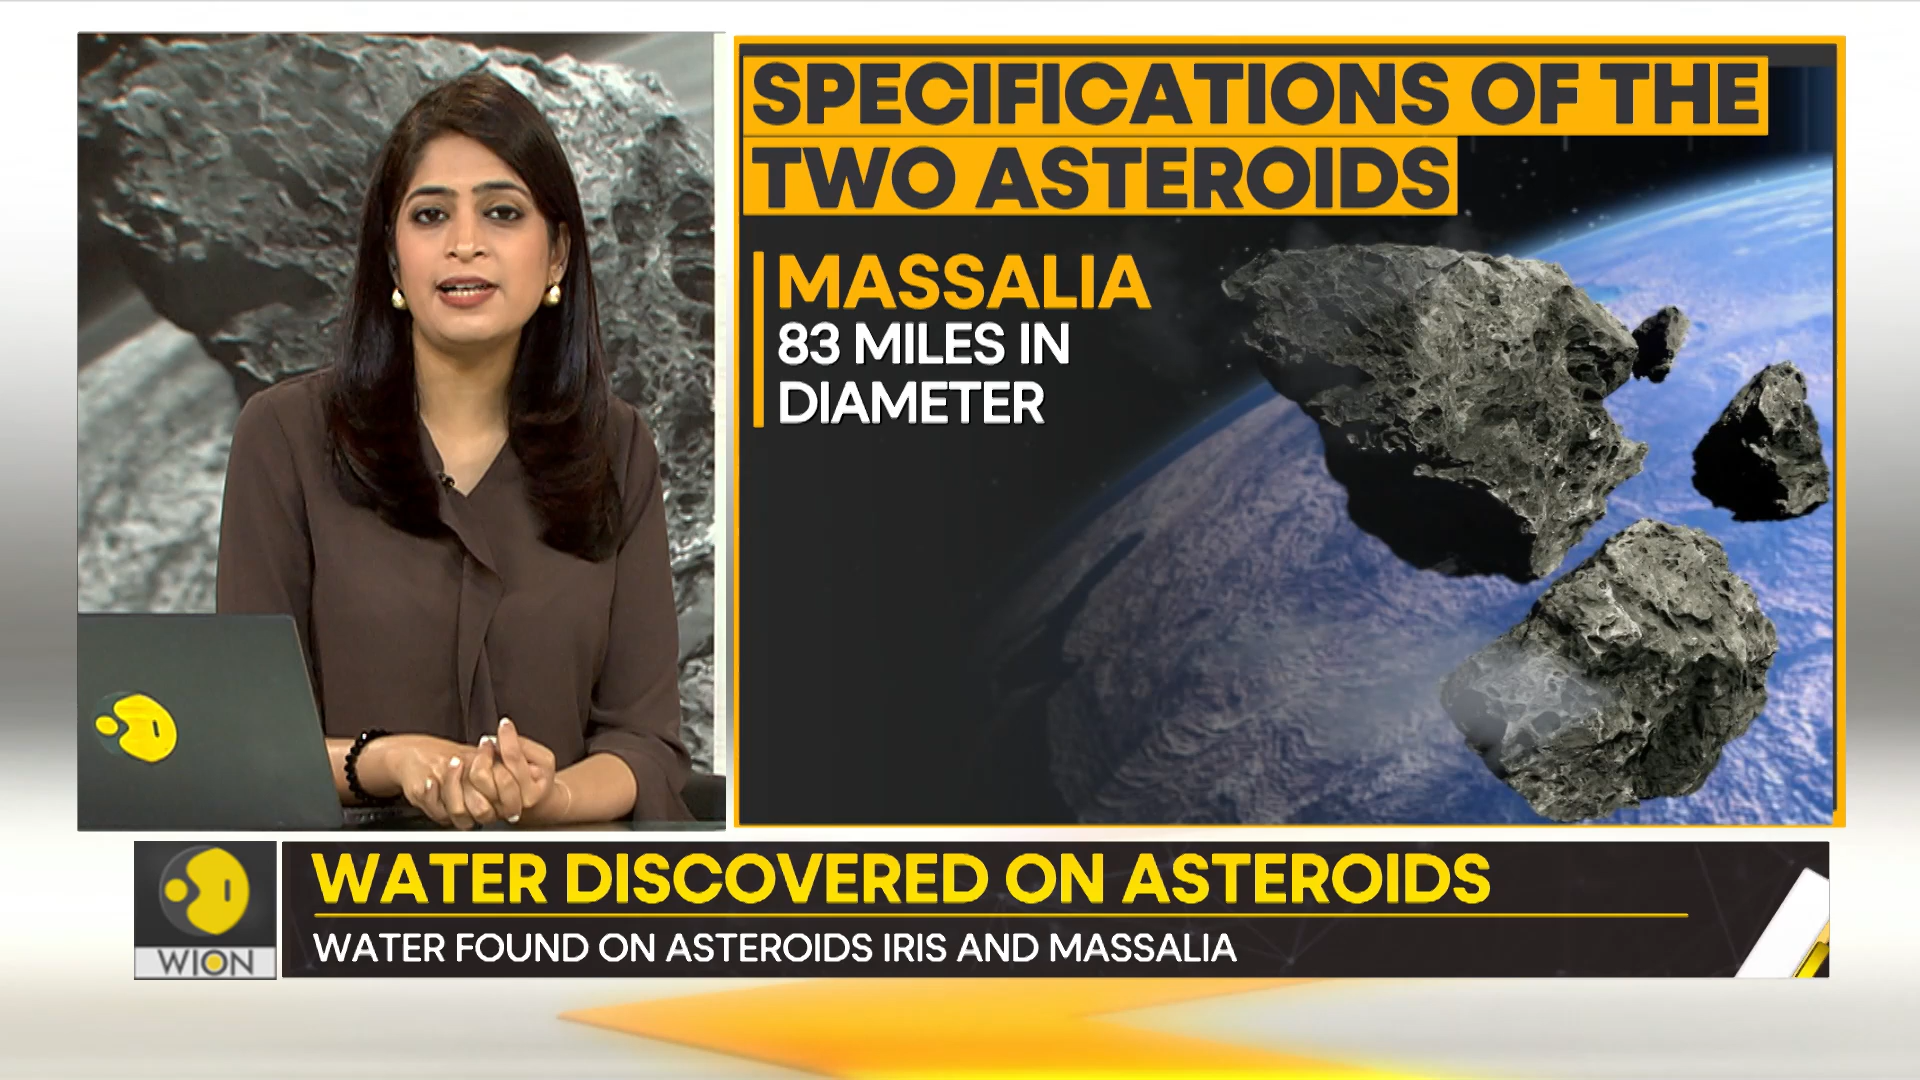 SPECIFICATIONS OF THE
TWO ASTEROIDS
MASSALIA
83 MILES IN
DIAMETER
WATER DISCOVERED ON ASTEROIDS
WATER FOUND ON ASTEROIDS IRIS AND MASSALIA
WION